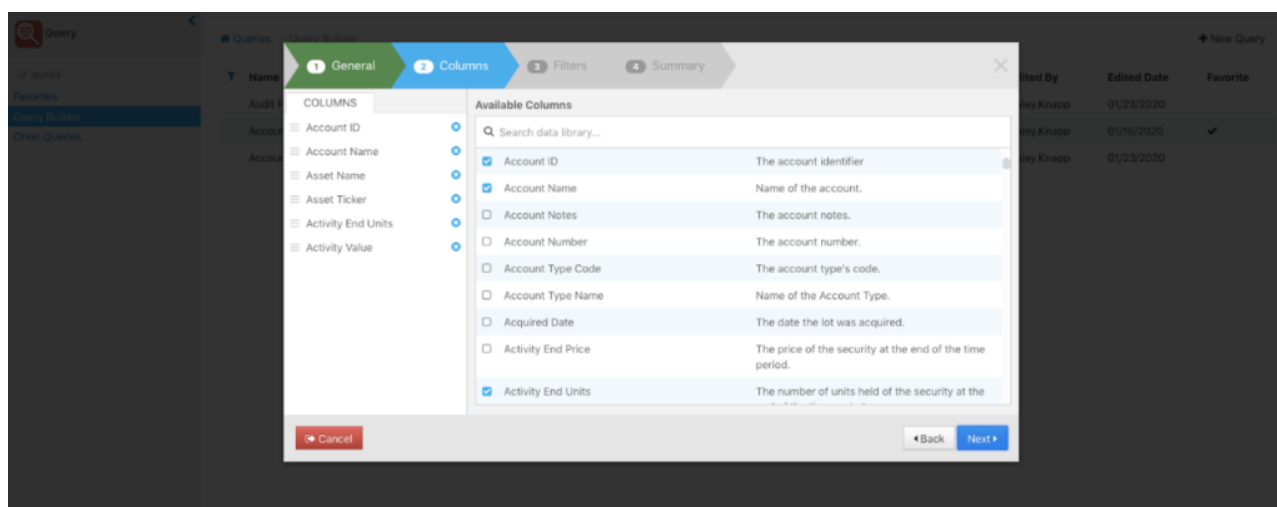 Query
Queries
Query Builder
+ New Query
Favorites
Query Builder
Orion Queries
Name
Edited Date
Favorite
01/23/2020
ley.Knapp
01/16/2020
ley.Knapp
01/23/2020
1 General
2 Columns
3 Filters
4 Summary
COLUMNS
Account ID
Account Name
Asset Name
Asset Ticker
Activity End Units
Activity Value
Available Columns
Search data library...
Account ID The account identifier
Account Name Name of the account.
Account Notes The account notes.
Account Number The account number.
Account Type Code The account type's code.
Account Type Name Name of the Account Type.
Acquired Date The date the lot was acquired.
Activity End Price The price of the security at the end of the time
period.
Activity End Units The number of units held of the security at the
Cancel
Back
Next